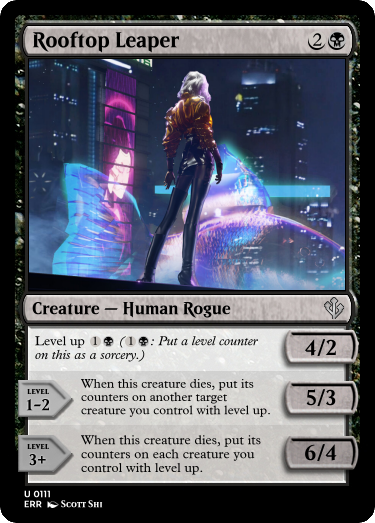 Rooftop Leaper 2
Creature — Human Rogue
Level up 1 ( 1 : Put a level counter
on this as a sorcery.)
4/2
LEVEL
1-2
When this creature dies, put its
counters on another target
creature you control with level up.
5/3
LEVEL
3+
When this creature dies, put its
counters on each creature you
control with level up.
6/4
U 0111
ERR Scott Shi